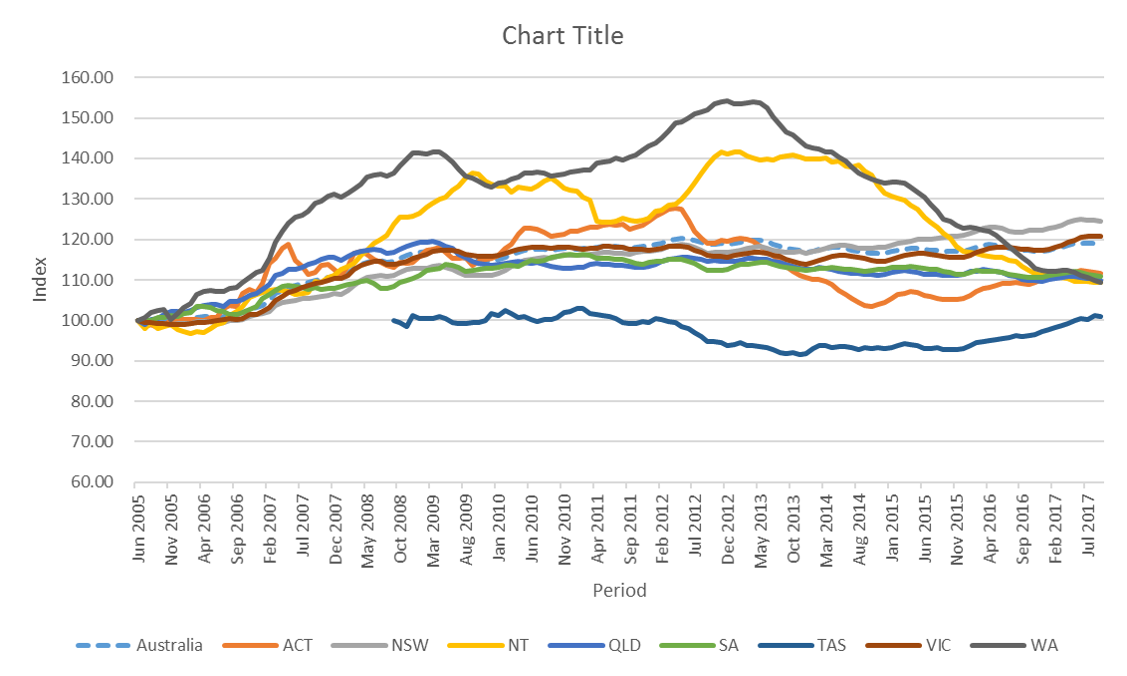 Chart Title
160.00
150.00
140.00
130.00
120.00
110.00
100.00
90.00
80.00
70.00
60.00
Index
Jun 2005
Nov 2005
Apr 2006
Sep 2006
Feb 2007
Jul 2007
Dec 2007
May 2008
Oct 2008
Mar 2009
Aug 2009
Jan 2010
Jun 2010
Nov 2010
Apr 2011
Sep 2011
Feb 2012
Jul 2012
Dec 2012
May 2013
Oct 2013
Mar 2014
Aug 2014
Jan 2015
Jun 2015
Nov 2015
Apr 2016
Sep 2016
Feb 2017
Jul 2017
Period
Australia ACT NSW NT QLD SA TAS VIC WA